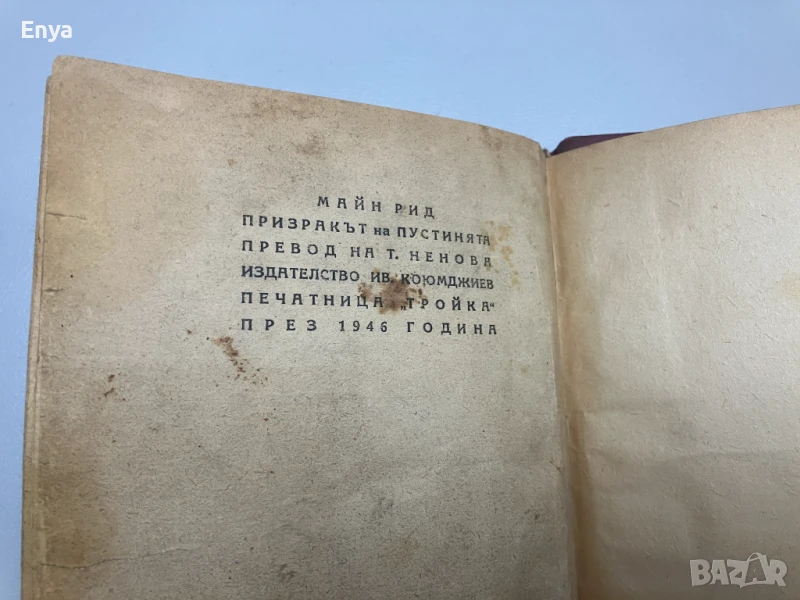 Enya
МАЙН РИД
ПРИЗРАКЪТ на ПУСТИНЯТА
ПРЕВОД НА Т. НЕНОВА
ИЗДАТЕЛСТВО ИВ. КОЮМДЖИЕВ
ПЕЧАТНИЦА „ТРОЙКА“
ПРЕЗ 1946 ГОДИНА
BAZAR